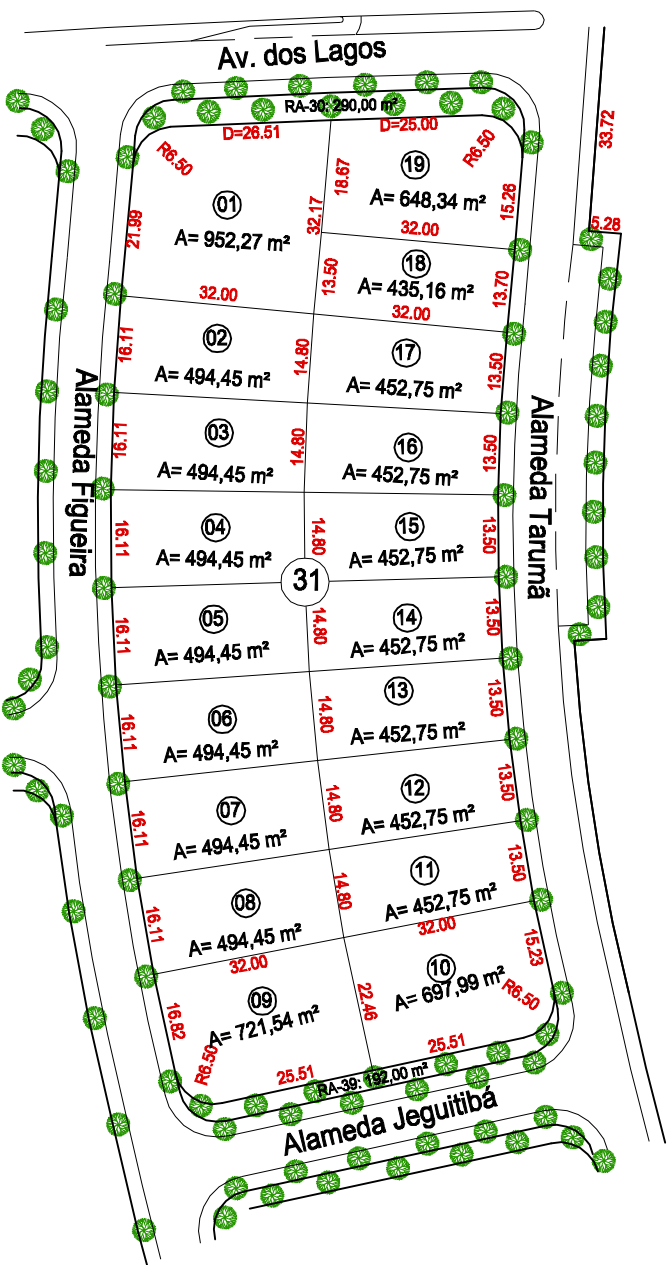 Av. dos Lagos
RA-30: 290,00 m²
D=26.51
D=25.00
R6.50
R6.50
33.72
5.28
01
A= 952,27 m²
21.99
32.17
18.67
19
A= 648,34 m²
15.26
32.00
18
A= 435,16 m²
13.50
13.70
32.00
32.00
02
A= 494,45 m²
16.11
14.80
17
A= 452,75 m²
13.50
03
A= 494,45 m²
16.11
14.80
16
A= 452,75 m²
13.50
Alameda Figueira
Alameda Tarumã
04
A= 494,45 m²
16.11
14.80
15
A= 452,75 m²
13.50
31
05
A= 494,45 m²
16.11
14.80
14
A= 452,75 m²
13.50
06
A= 494,45 m²
16.11
14.80
13
A= 452,75 m²
13.50
07
A= 494,45 m²
16.11
14.80
12
A= 452,75 m²
13.50
08
A= 494,45 m²
16.11
14.80
11
A= 452,75 m²
13.50
32.00
32.00
09
A= 721,54 m²
16.82
22.46
10
A= 697,99 m²
15.23
R6.50
R6.50
25.51
25.51
RA-39: 192,00 m²
Alameda Jeguitibá